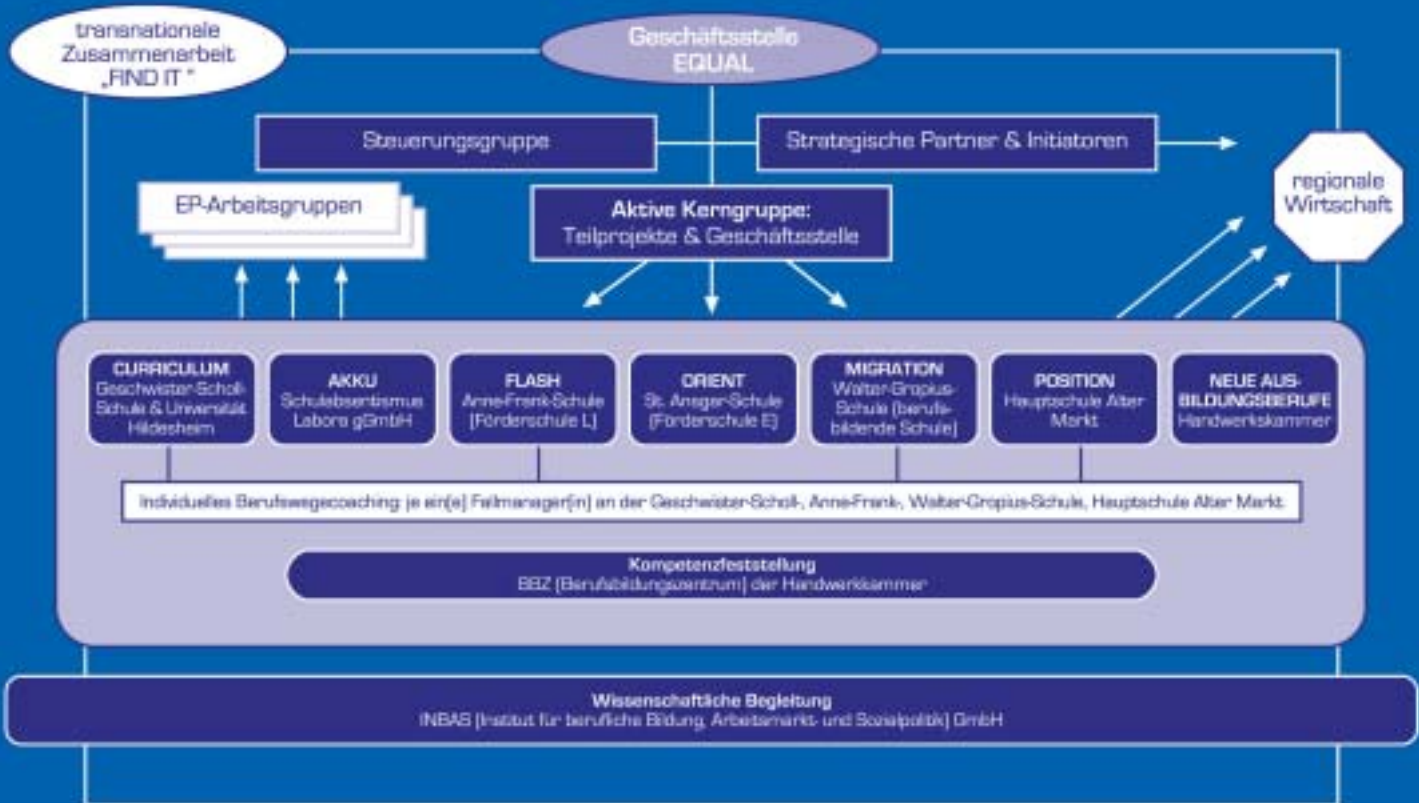 transnationale
Zusammenarbeit
„FIND IT "
Geschäftsstelle
EQUAL
Steuerungsgruppe
Strategische Partner & Initiatoren
regionale
Wirtschaft
EP-Arbeitsgruppen
Aktive Kerngruppe:
Teilprojekte & Geschäftsstelle
CURRICULUM
Geschwister-Scholl-
Schule & Universität
Hildesheim
AKKU
Schulabsentismus
Labora gGmbH
FLASH
Anne-Frank-Schule
(Förderschule L)
ORIENT
St. Ansgar-Schule
(Förderschule E)
MIGRATION
Walter-Gropius-
Schule (berufs-
bildende Schule)
POSITION
Hauptschule Alter
Markt
NEUE AUS-
BILDUNGSBERUFE
Handwerkskammer
Individuelles Berufswegecoaching: je ein(e) Fallmanager(in) an der Geschwister-Scholl-, Anne-Frank-, Walter-Gropius-Schule, Hauptschule Alter Markt
Kompetenzfeststellung
BBZ (Berufsbildungszentrum) der Handwerkkammer
Wissenschaftliche Begleitung
INBAS (Institut für berufliche Bildung, Arbeitsmarkt- und Sozialpolitik) GmbH